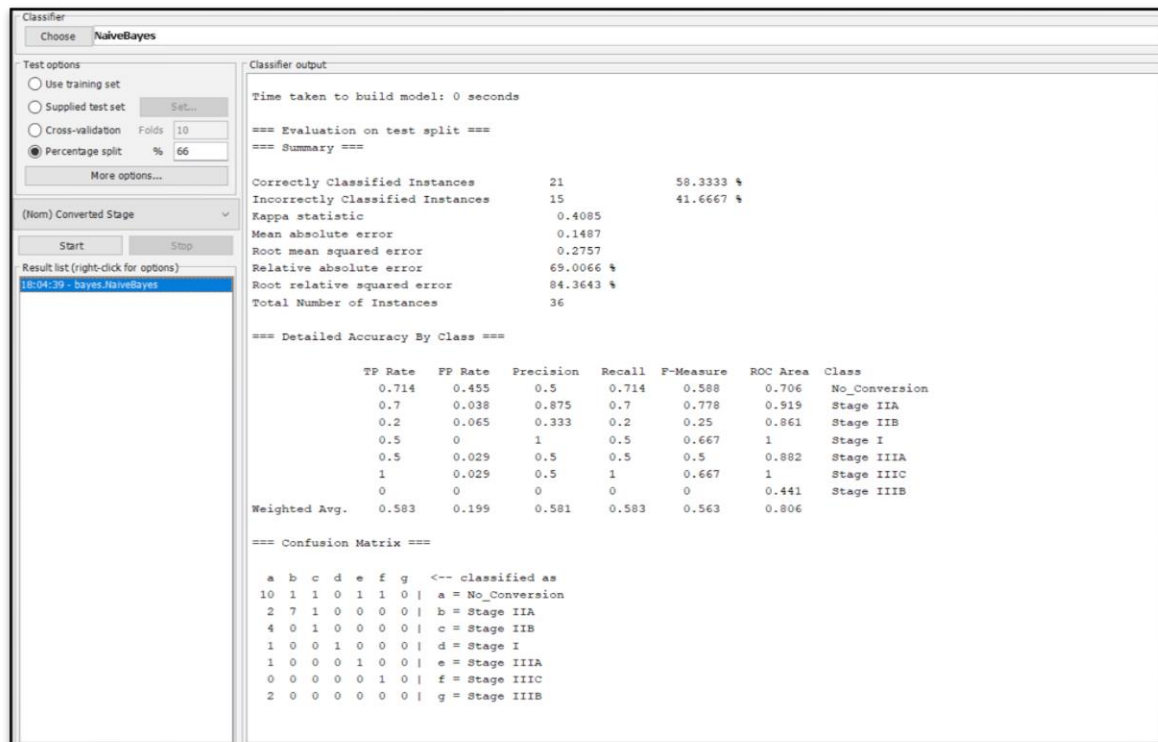 Classifier
Choose NaiveBayes
Test options
Use training set
Supplied test set Set...
Cross-validation Folds 10
Percentage split % 66
More options...
(Nom) Converted Stage
Start Stop
Result list (right-click for options)
18:04:39 - bayes.NaiveBayes
Classifier output
Time taken to build model: 0 seconds
=== Evaluation on test split ===
=== Summary ===
Correctly Classified Instances 21 58.3333 %
Incorrectly Classified Instances 15 41.6667 %
Kappa statistic 0.4085
Mean absolute error 0.1487
Root mean squared error 0.2757
Relative absolute error 69.0066 %
Root relative squared error 84.3643 %
Total Number of Instances 36
=== Detailed Accuracy By Class ===
TP Rate FP Rate Precision Recall F-Measure ROC Area Class
0.714 0.455 0.5 0.714 0.588 0.706 No_Conversion
0.7 0.038 0.875 0.7 0.778 0.919 Stage IIA
0.2 0.065 0.333 0.2 0.25 0.861 Stage IIB
0.5 0 1 0.5 0.667 1 Stage I
0.5 0.029 0.5 0.5 0.5 0.882 Stage IIIA
1 0.029 0.5 1 0.667 1 Stage IIIC
0 0 0 0 0 0.441 Stage IIIB
Weighted Avg. 0.583 0.199 0.581 0.583 0.563 0.806
=== Confusion Matrix ===
a b c d e f g <-- classified as
10 1 1 0 1 1 0 | a = No_Conversion
2 7 1 0 0 0 0 | b = Stage IIA
4 0 1 0 0 0 0 | c = Stage IIB
1 0 0 1 0 0 0 | d = Stage I
1 0 0 0 1 0 0 | e = Stage IIIA
0 0 0 0 0 1 0 | f = Stage IIIC
2 0 0 0 0 0 0 | g = Stage IIIB